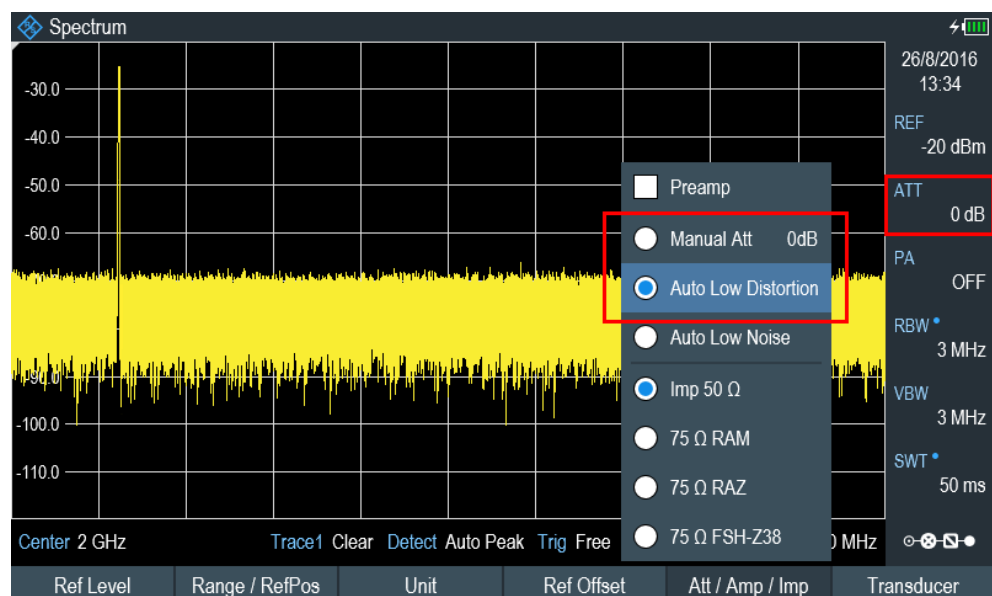 Spectrum
26/8/2016
13:34
-30.0
-40.0
-50.0
-60.0
-90.0
-100.0
-110.0
REF
-20 dBm
ATT
0 dB
PA
OFF
RBW
3 MHz
VBW
3 MHz
SWT
50 ms
Preamp
Manual Att 0dB
Auto Low Distortion
Auto Low Noise
Imp 50 Ω
75 Ω RAM
75 Ω RAZ
75 Ω FSH-Z38
Center 2 GHz Trace1 Clear Detect Auto Peak Trig Free 0 MHz
Ref Level Range / RefPos Unit Ref Offset Att / Amp / Imp Transducer